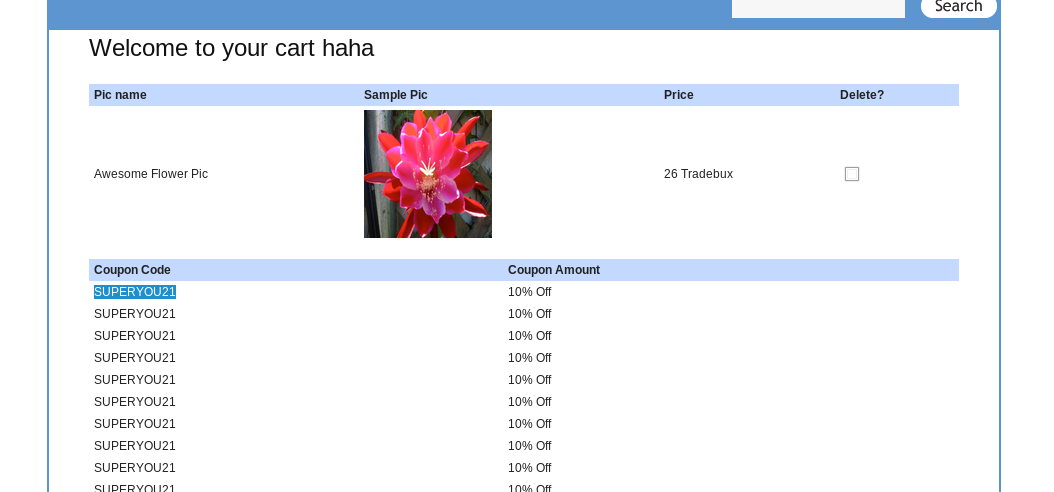 Search
Welcome to your cart haha
Pic name Sample Pic Price Delete?
Awesome Flower Pic 26 Tradebux
Coupon Code Coupon Amount
SUPERYOU21 10% Off
SUPERYOU21 10% Off
SUPERYOU21 10% Off
SUPERYOU21 10% Off
SUPERYOU21 10% Off
SUPERYOU21 10% Off
SUPERYOU21 10% Off
SUPERYOU21 10% Off
SUPERYOU21 10% Off
SUPERYOU21 10% Off